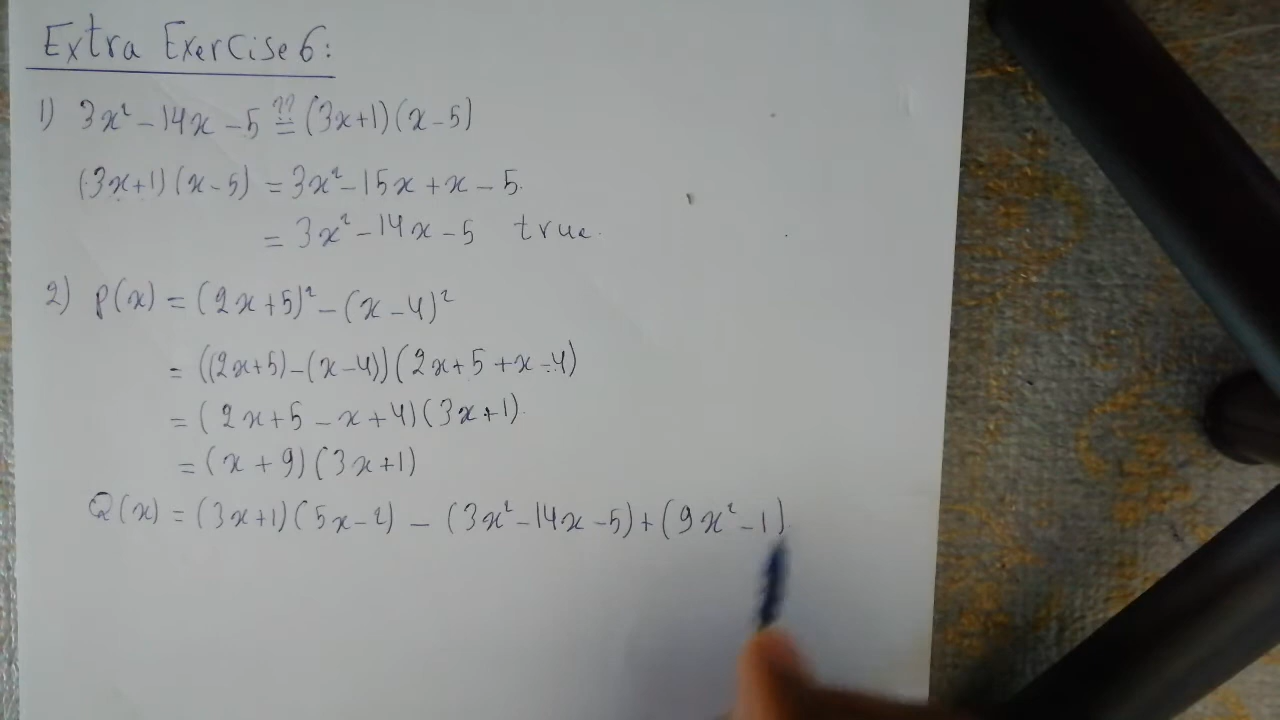 Extra Exercise 6:
1) 3x² - 14x - 5 ≟ (3x+1)(x-5)
(3x+1)(x-5) = 3x² - 15x + x - 5.
= 3x² - 14x - 5 true.
2) P(x) = (2x+5)² - (x-4)²
= ((2x+5)-(x-4))(2x+5+x-4)
= (2x+5-x+4)(3x+1).
= (x+9)(3x+1)
Q(x) = (3x+1)(5x-2) - (3x²-14x-5)+(9x²-1).